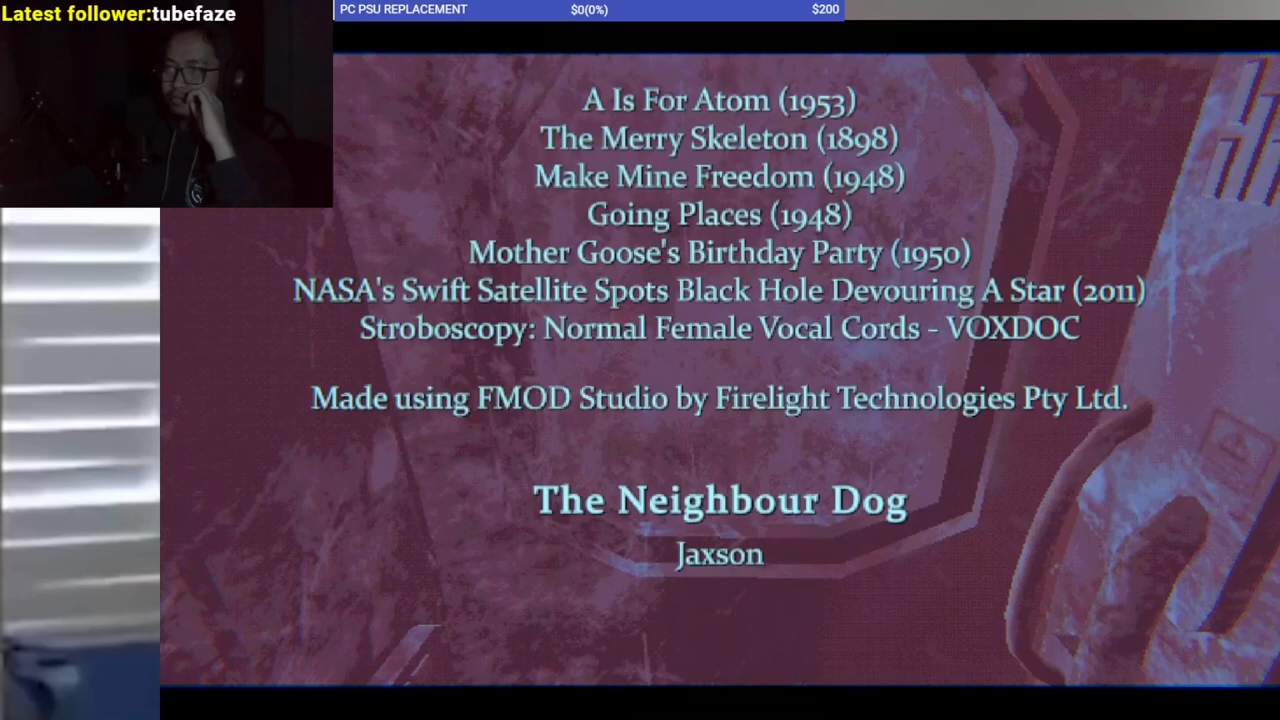 Latest follower:tubefaze
PC PSU REPLACEMENT $0(0%) $200
A Is For Atom (1953)
The Merry Skeleton (1898)
Make Mine Freedom (1948)
Going Places (1948)
Mother Goose's Birthday Party (1950)
NASA's Swift Satellite Spots Black Hole Devouring A Star (2011)
Stroboscopy: Normal Female Vocal Cords - VOXDOC
Made using FMOD Studio by Firelight Technologies Pty Ltd.
The Neighbour Dog
Jaxson